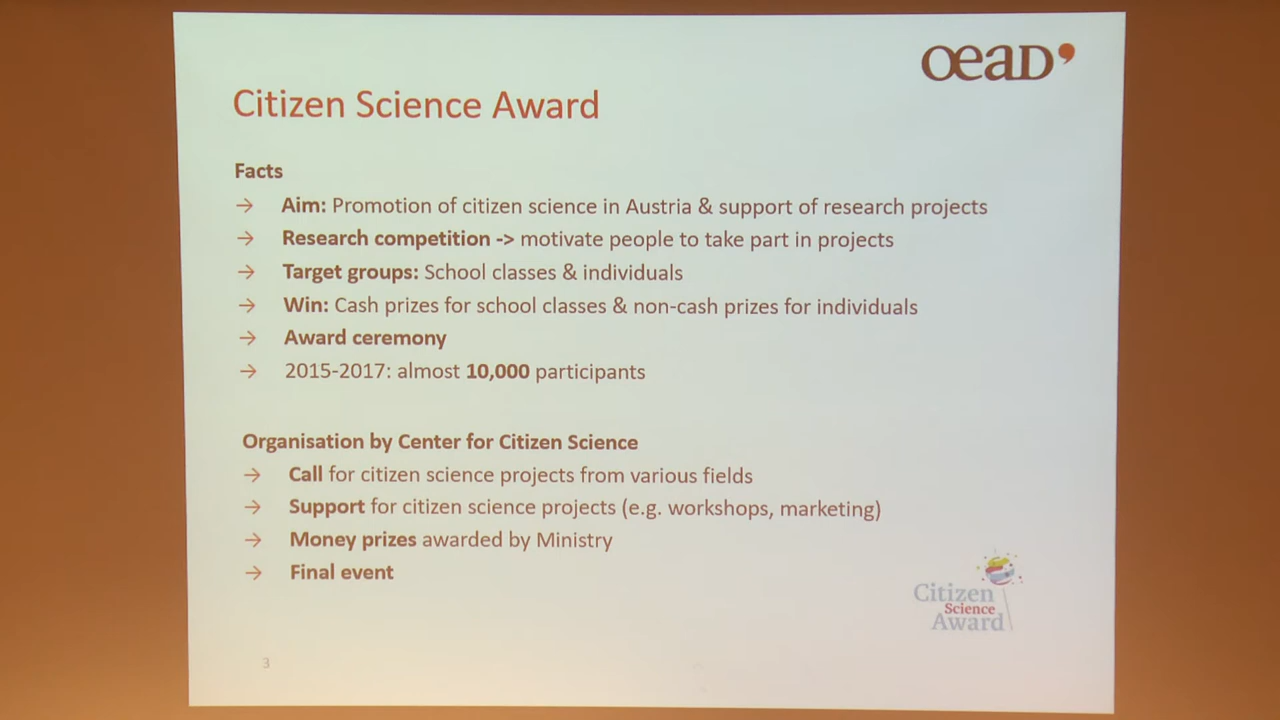 OEAD'
Citizen Science Award
Facts
→ Aim: Promotion of citizen science in Austria & support of research projects
→ Research competition -> motivate people to take part in projects
→ Target groups: School classes & individuals
→ Win: Cash prizes for school classes & non-cash prizes for individuals
→ Award ceremony
→ 2015-2017: almost 10,000 participants
Organisation by Center for Citizen Science
→ Call for citizen science projects from various fields
→ Support for citizen science projects (e.g. workshops, marketing)
→ Money prizes awarded by Ministry
→ Final event
Citizen
Science
Award
3